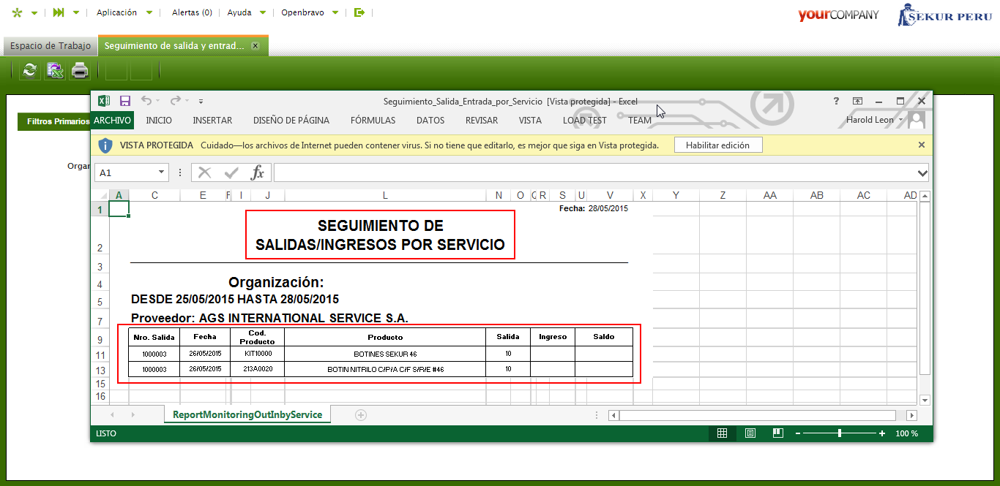 Aplicación Alertas (0) Ayuda Openbravo yourCOMPANY SEKUR PERU
Espacio de Trabajo Seguimiento de salida y entrad...
Seguimiento_Salida_Entrada_por_Servicio [Vista protegida] - Excel
Filtros Primarios
ARCHIVO INICIO INSERTAR DISEÑO DE PÁGINA FÓRMULAS DATOS REVISAR VISTA LOAD TEST TEAM Harold Leon
VISTA PROTEGIDA Cuidado—los archivos de Internet pueden contener virus. Si no tiene que editarlo, es mejor que siga en Vista protegida. Habilitar edición
Organ
A1 fx
A C E F I J L N O Q R S U V X Y Z AA AB AC AD
1 Fecha: 28/05/2015
SEGUIMIENTO DE
2 SALIDAS/INGRESOS POR SERVICIO
3
4 Organización:
5 DESDE 25/05/2015 HASTA 28/05/2015
7 Proveedor: AGS INTERNATIONAL SERVICE S.A.
9 Nro. Salida Fecha Cod. Producto Producto Salida Ingreso Saldo
11 1000003 26/05/2015 KIT10000 BOTINES SEKUR 46 10
13 1000003 26/05/2015 213A0020 BOTIN NITRILO C/P/A C/F S/R/E #46 10
15
16
ReportMonitoringOutInbyService
LISTO 100 %